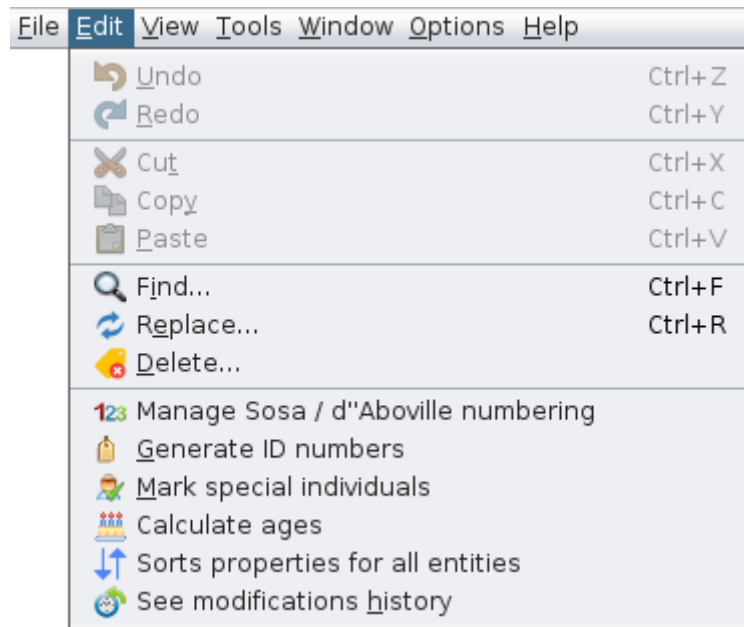 File Edit View Tools Window Options Help
Undo Ctrl+Z
Redo Ctrl+Y
Cut Ctrl+X
Copy Ctrl+C
Paste Ctrl+V
Find... Ctrl+F
Replace... Ctrl+R
Delete...
123 Manage Sosa / d"Aboville numbering
Generate ID numbers
Mark special individuals
Calculate ages
Sorts properties for all entities
See modifications history